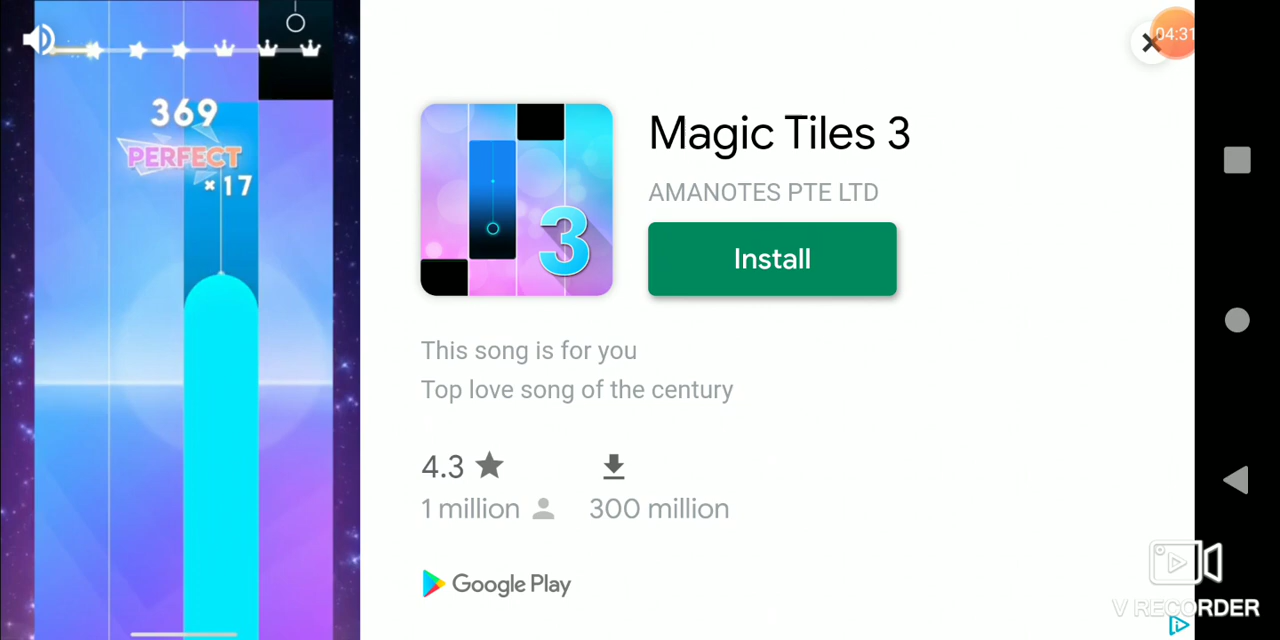 369
PERFECT
×17
04:31
Magic Tiles 3
AMANOTES PTE LTD
3
Install
This song is for you
Top love song of the century
4.3
1 million
300 million
Google Play
V RECORDER